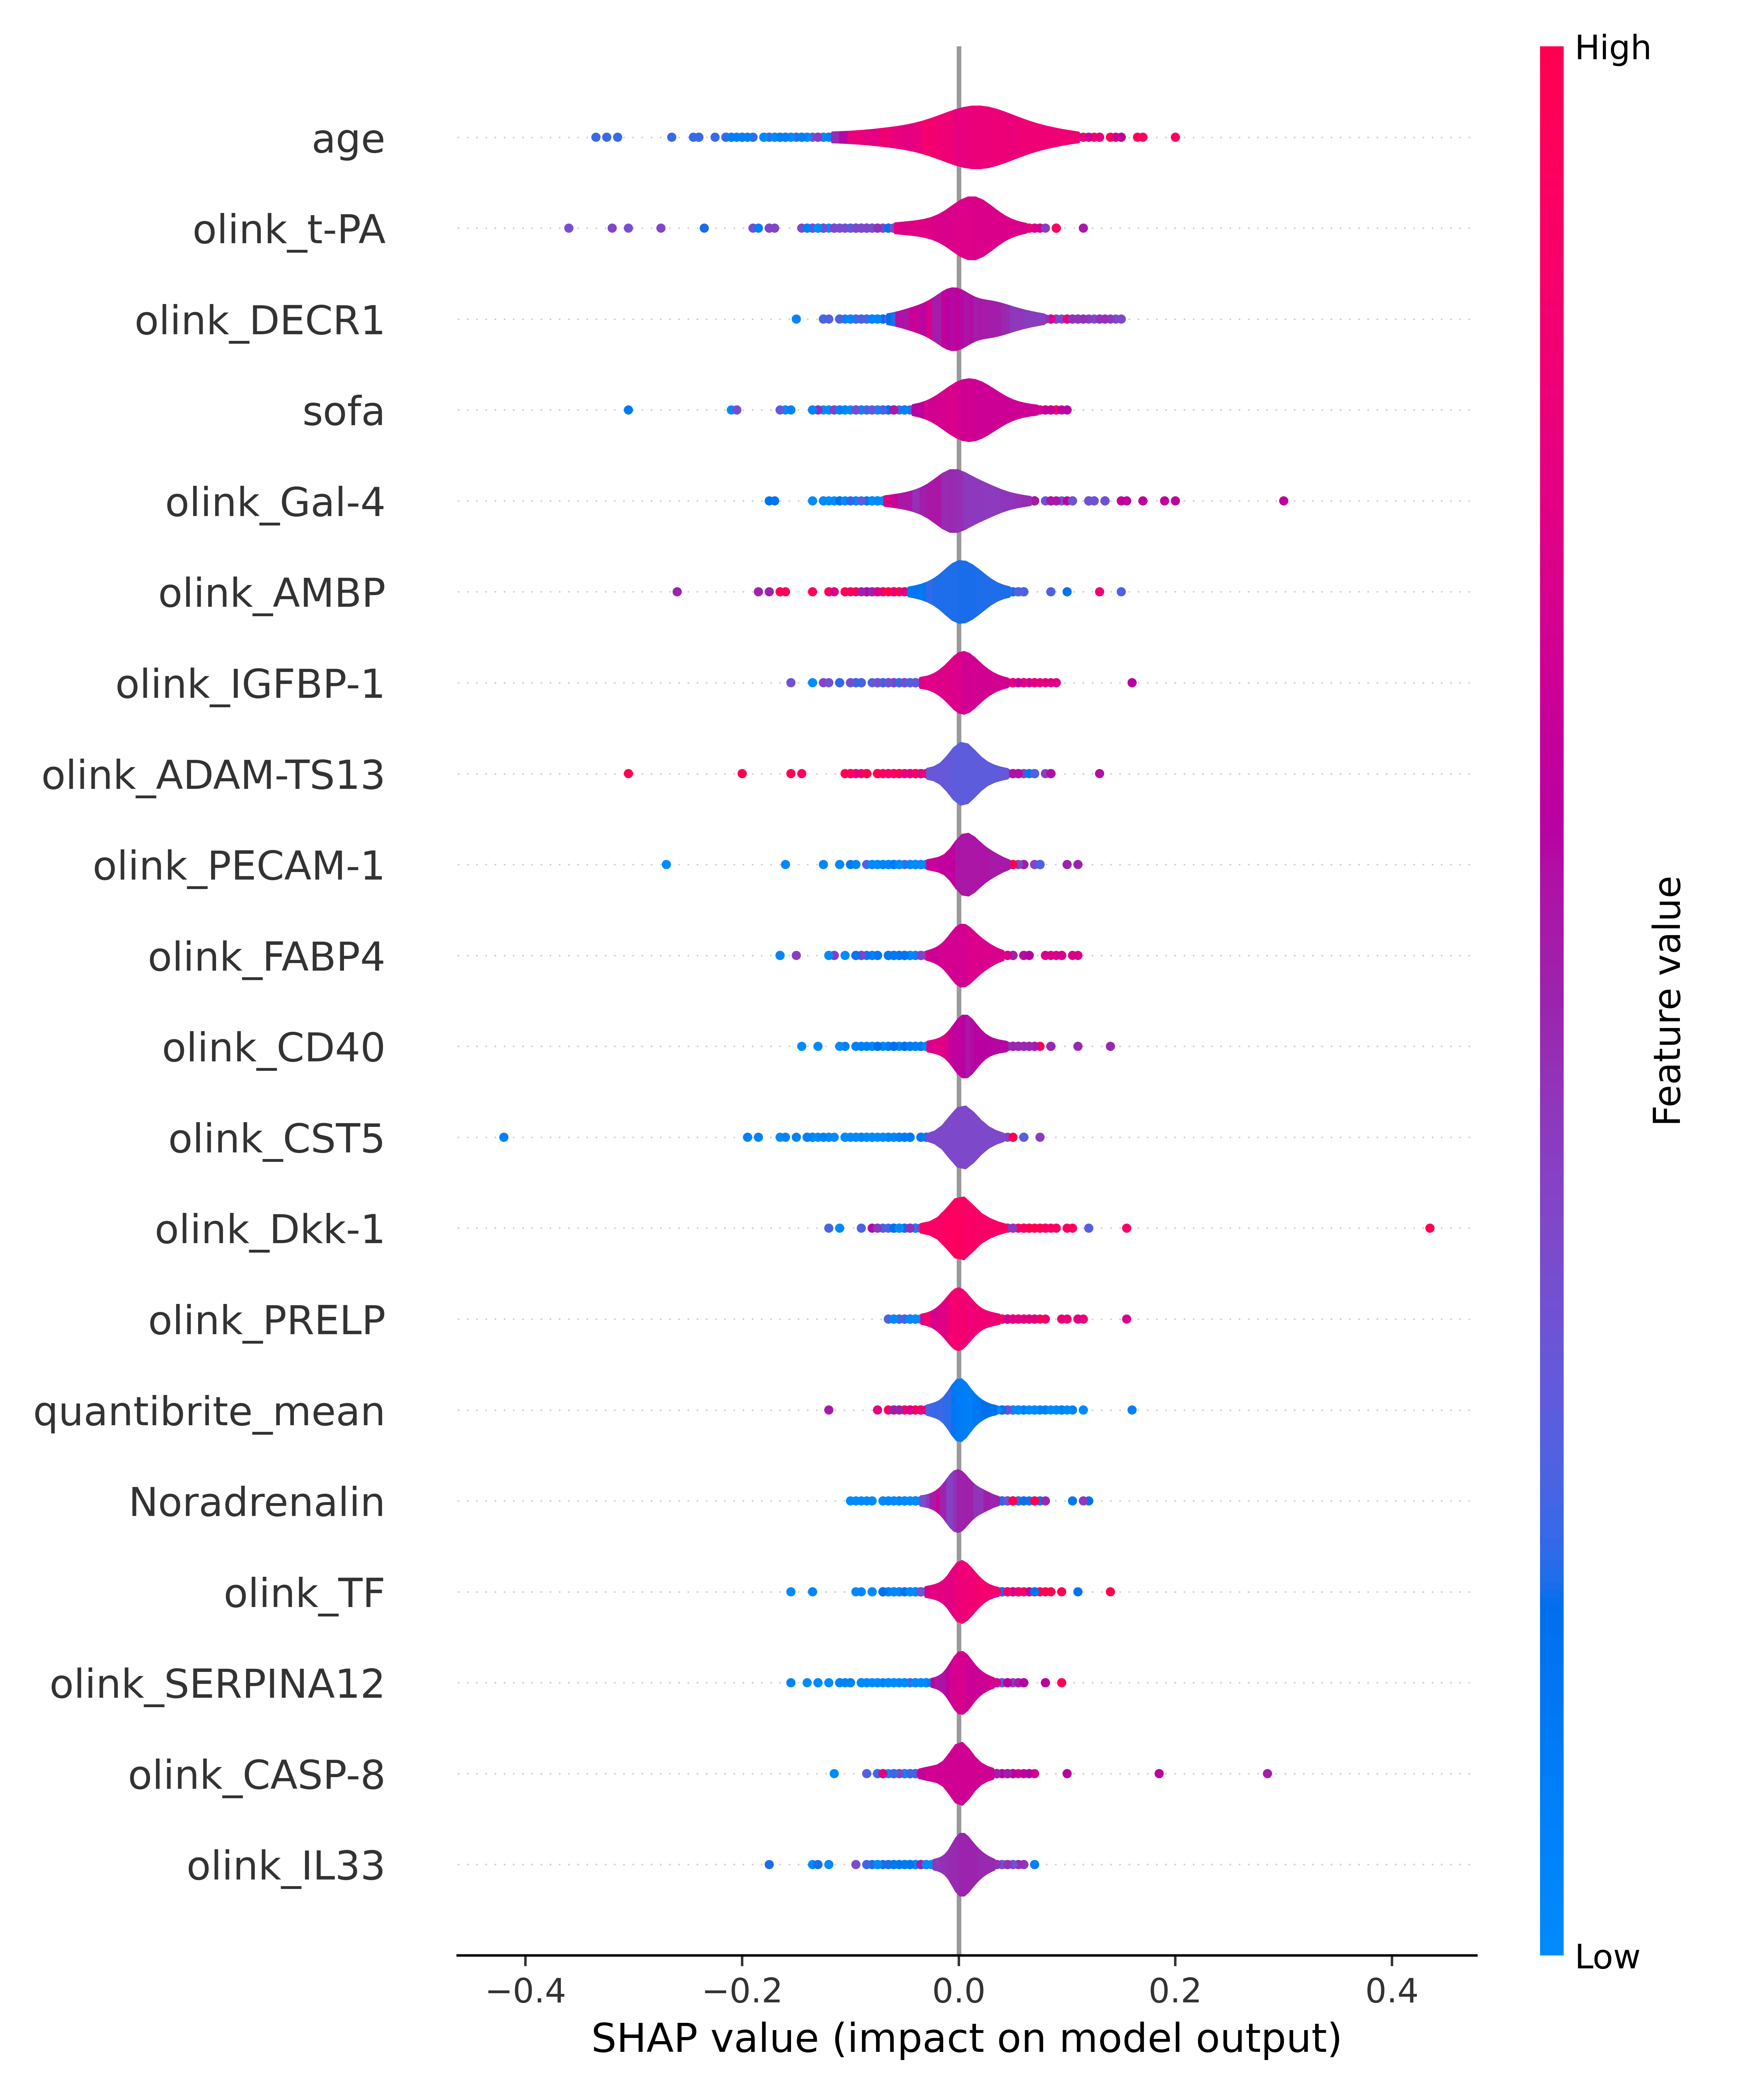 High
age
olink_t-PA
olink_DECR1
sofa
olink_Gal-4
olink_AMBP
olink_IGFBP-1
olink_ADAM-TS13
olink_PECAM-1
olink_FABP4
olink_CD40
olink_CST5
olink_Dkk-1
olink_PRELP
quantibrite_mean
Noradrenalin
olink_TF
olink_SERPINA12
olink_CASP-8
olink_IL33
Feature value
Low
−0.4 −0.2 0.0 0.2 0.4
SHAP value (impact on model output)